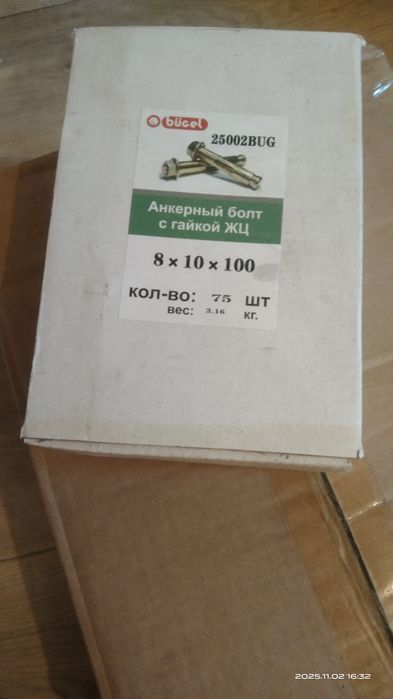 bügel
25002BUG
Анкерный болт
с гайкой ЖЦ
8 × 10 × 100
КОЛ-ВО: 75 ШТ
вес: 3.16 кг.
2025.11.02 16:32